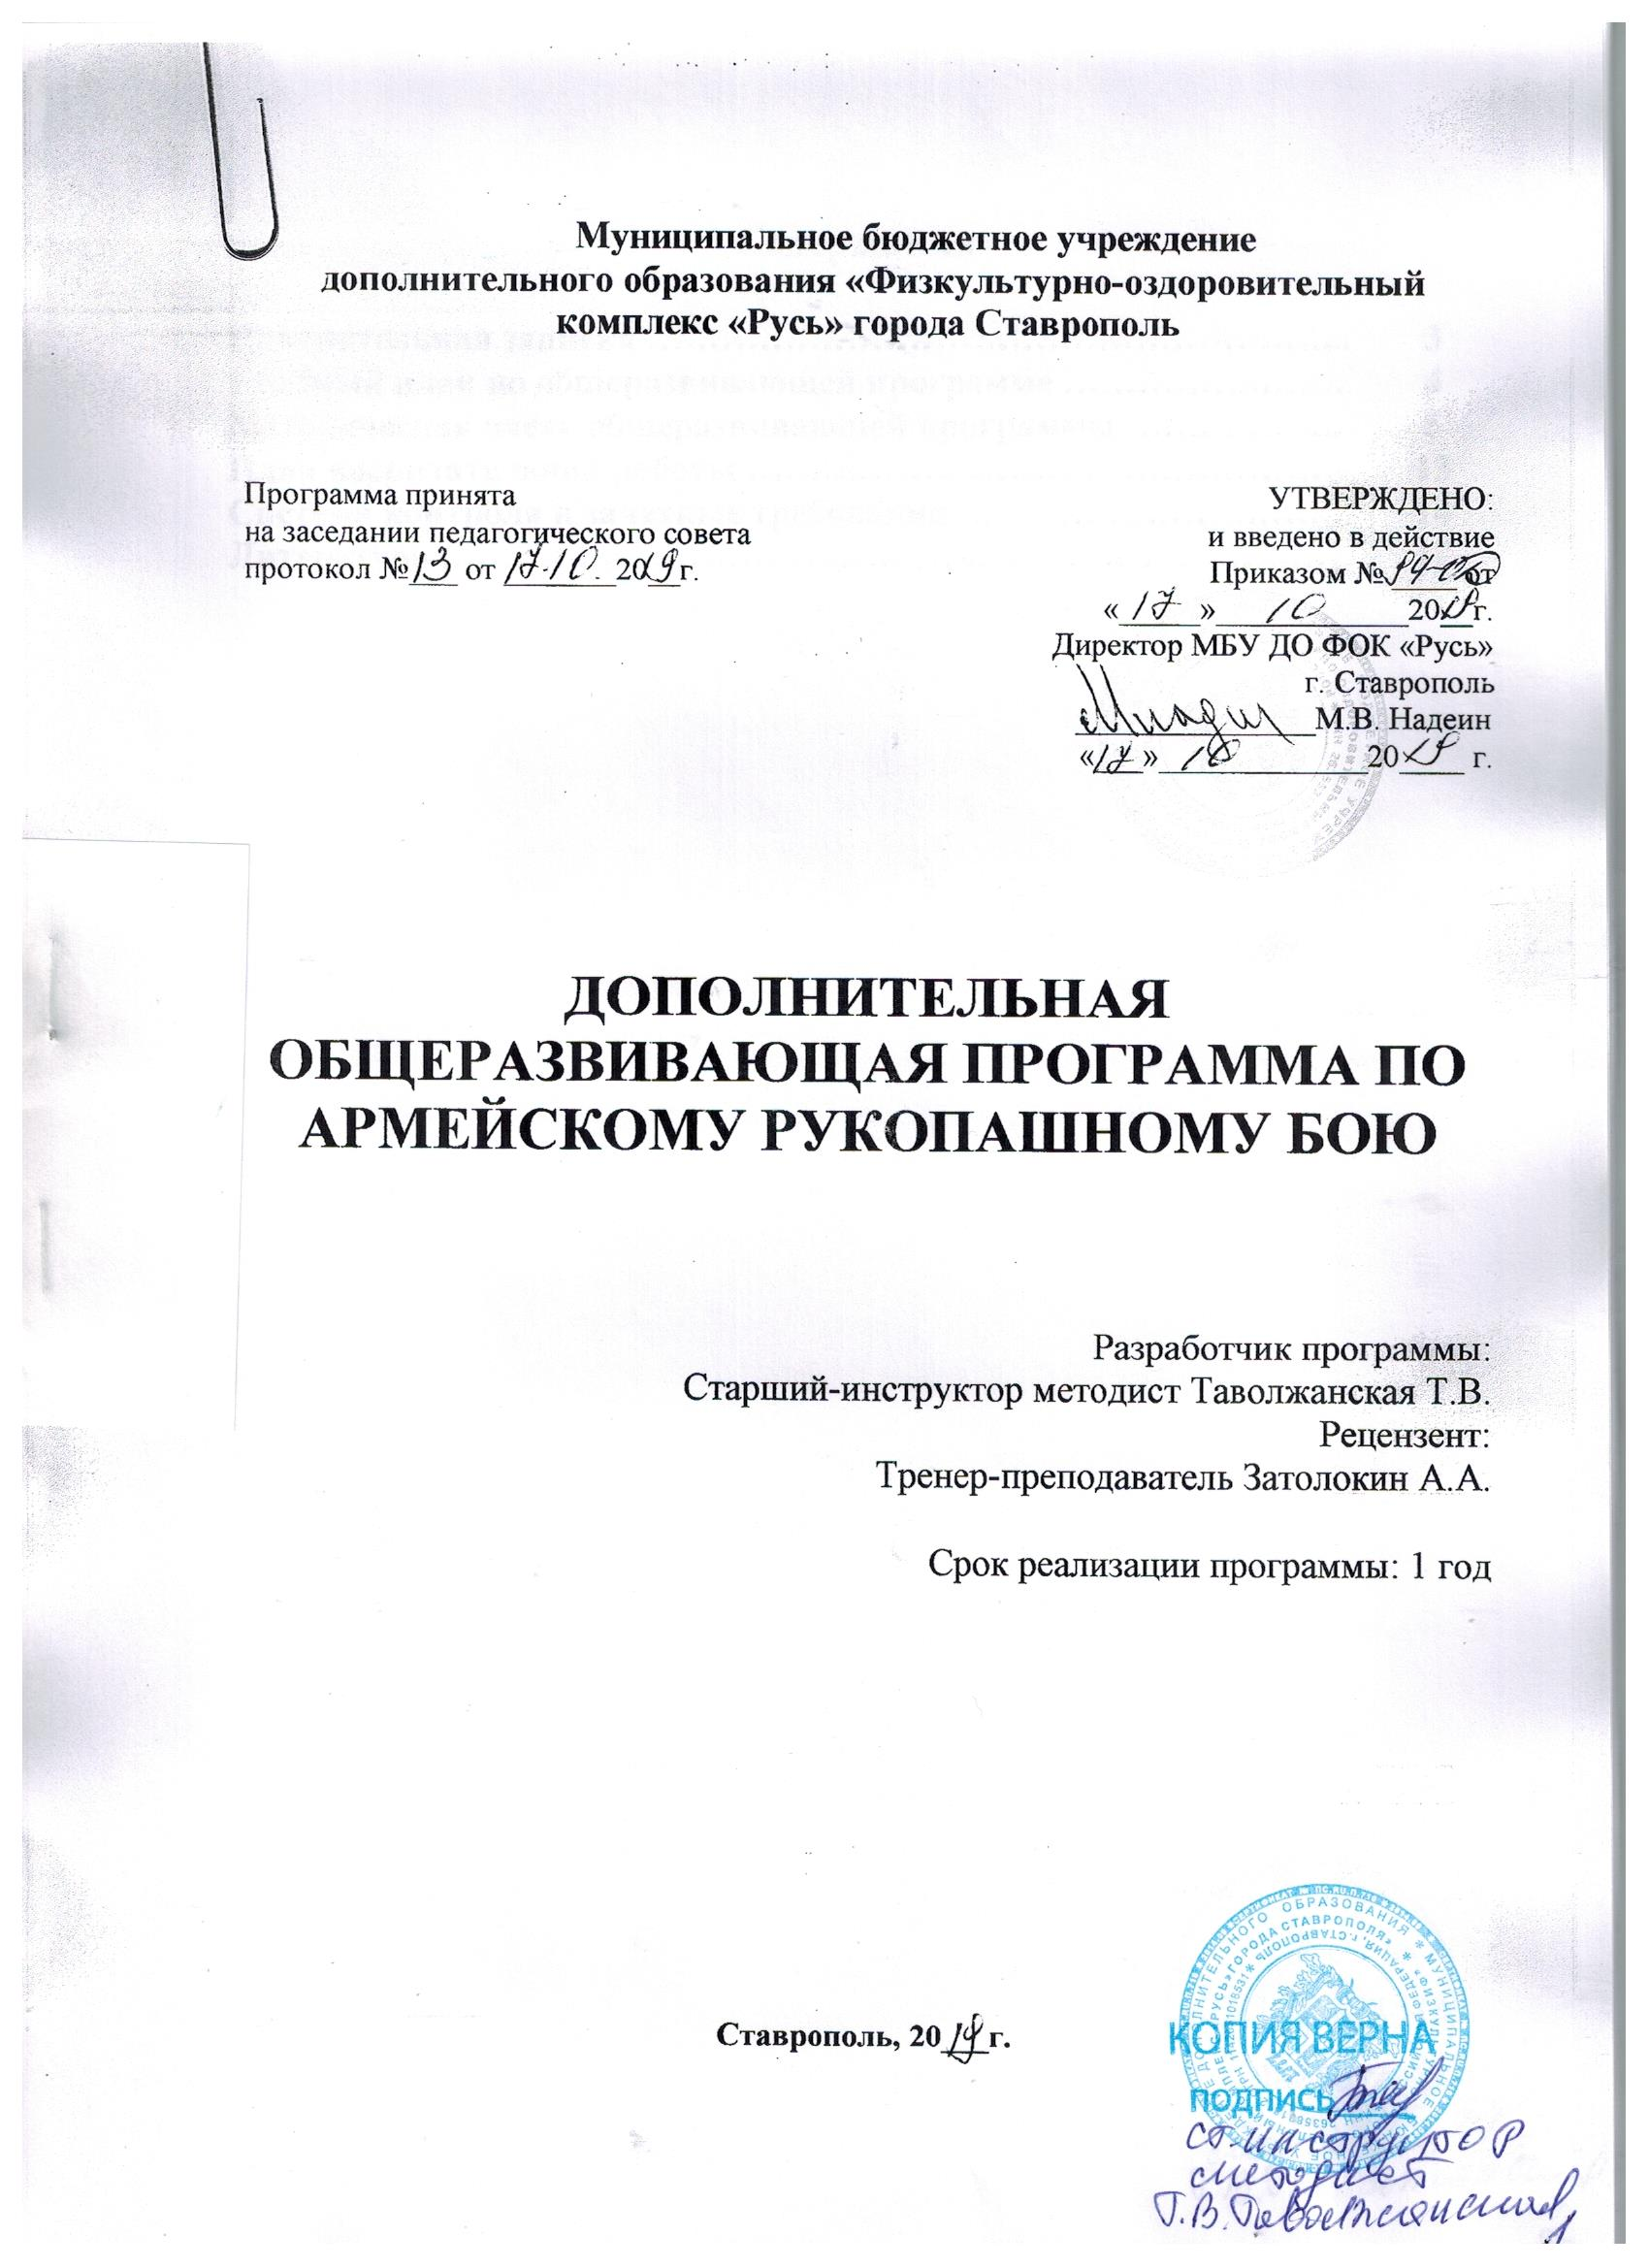 Муниципальное бюджетное учреждение
дополнительного образования «Физкультурно-оздоровительный
комплекс «Русь» города Ставрополь
Программа принята
на заседании педагогического совета
протокол №13 от 17.10. 2019г.
УТВЕРЖДЕНО:
и введено в действие
Приказом № от
«17» 10 2019г.
Директор МБУ ДО ФОК «Русь»
г. Ставрополь
М.В. Надеин
«17» 10 2019 г.
ДОПОЛНИТЕЛЬНАЯ
ОБЩЕРАЗВИВАЮЩАЯ ПРОГРАММА ПО
АРМЕЙСКОМУ РУКОПАШНОМУ БОЮ
Разработчик программы:
Старший-инструктор методист Таволжанская Т.В.
Рецензент:
Тренер-преподаватель Затолокин А.А.
Срок реализации программы: 1 год
Ставрополь, 2019г.
КОПИЯ ВЕРНА
ПОДПИСЬ
ст. инструктор
методист
Т.В. Таволжанская